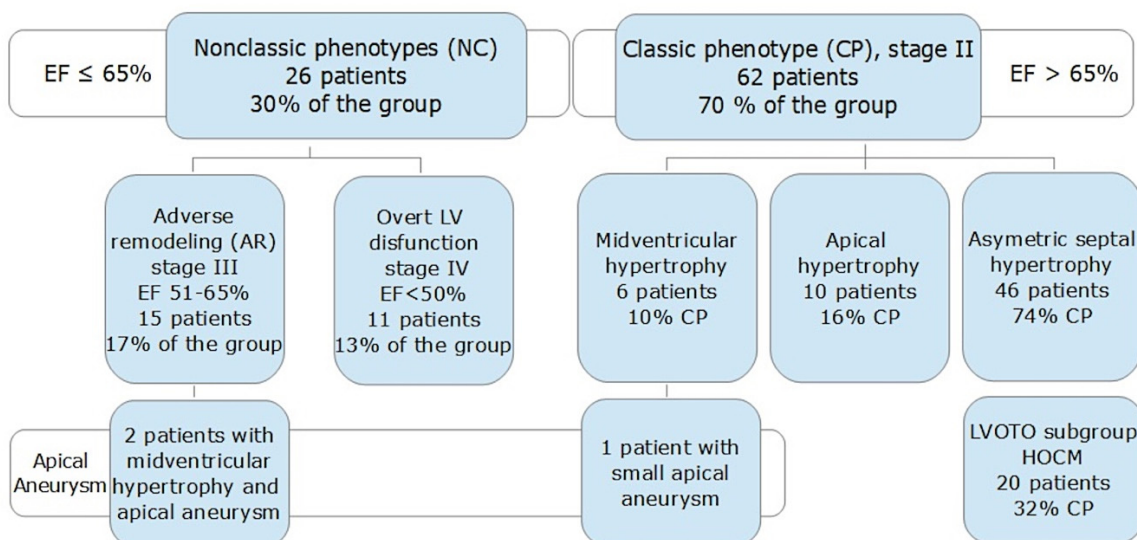 EF ≤ 65%
Nonclassic phenotypes (NC)
26 patients
30% of the group
Classic phenotype (CP), stage II
62 patients
70 % of the group
EF > 65%
Adverse
remodeling (AR)
stage III
EF 51-65%
15 patients
17% of the group
Overt LV
disfunction
stage IV
EF<50%
11 patients
13% of the group
Midventricular
hypertrophy
6 patients
10% CP
Apical
hypertrophy
10 patients
16% CP
Asymetric septal
hypertrophy
46 patients
74% CP
Apical
Aneurysm
2 patients with
midventricular
hypertrophy and
apical aneurysm
1 patient with
small apical
aneurysm
LVOTO subgroup
HOCM
20 patients
32% CP